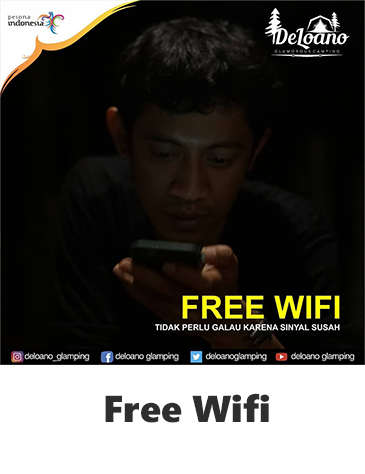 pesona
indonesia
DeLoano
GLAMOROUS CAMPING
FREE WIFI
TIDAK PERLU GALAU KARENA SINYAL SUSAH
deloano_glamping
deloano glamping
deloanoglamping
deloano glamping
Free Wifi